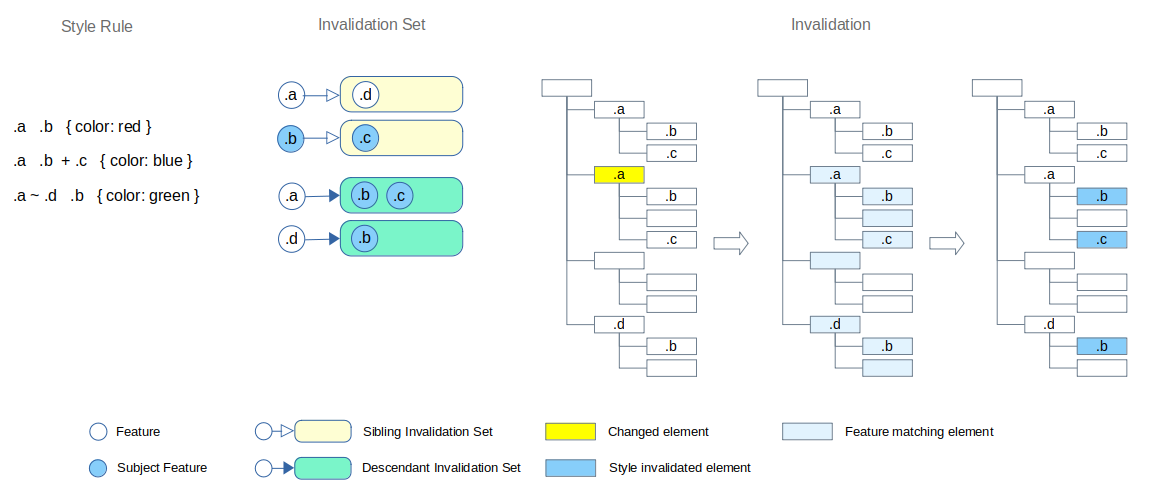 Style Rule
Invalidation Set
Invalidation
.a .b { color: red }
.a .b + .c { color: blue }
.a ~ .d .b { color: green }
.a .d
.b .c
.a .b .c
.d .b
.a
.b
.c
.a
.b
.c
.d
.b
.a
.b
.c
.a
.b
.c
.d
.b
.a
.b
.c
.a
.b
.c
.d
.b
Feature
Sibling Invalidation Set
Changed element
Feature matching element
Subject Feature
Descendant Invalidation Set
Style invalidated element